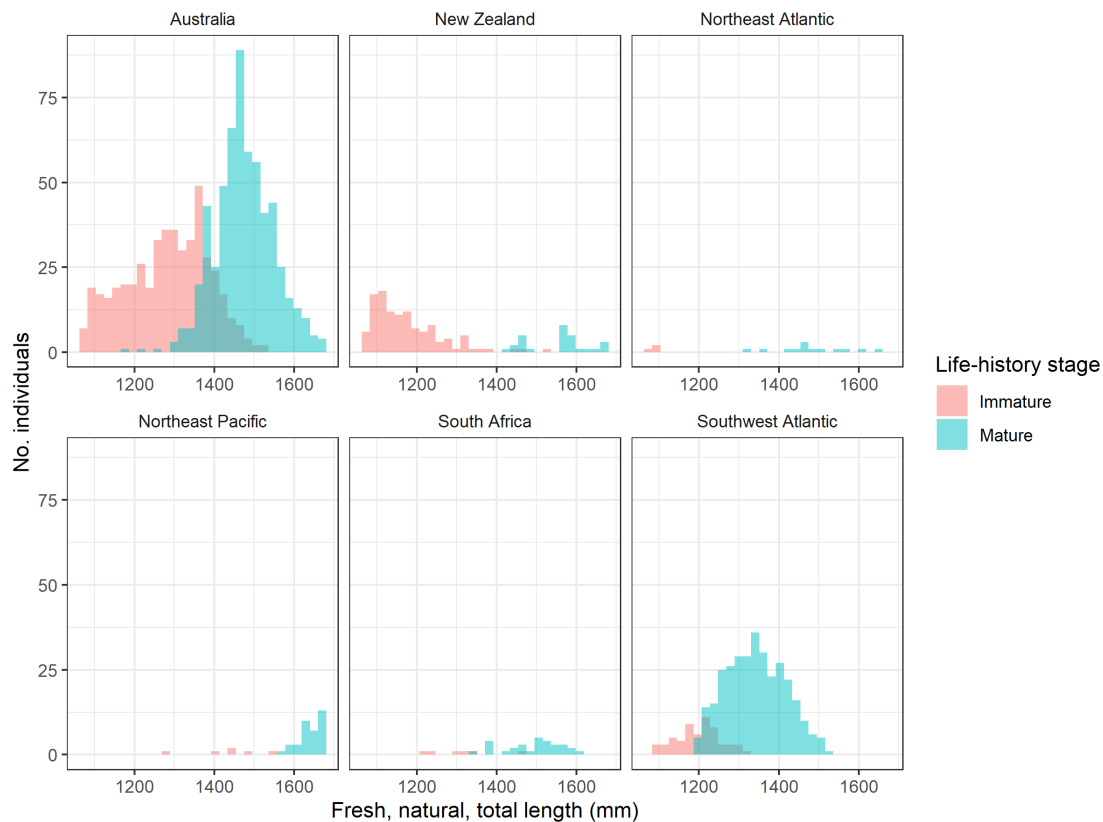 Australia
New Zealand
Northeast Atlantic
75
50
25
0
1200 1400 1600
1200 1400 1600
1200 1400 1600
Northeast Pacific
South Africa
Southwest Atlantic
75
50
25
0
1200 1400 1600
1200 1400 1600
1200 1400 1600
No. individuals
Fresh, natural, total length (mm)
Life-history stage
Immature
Mature